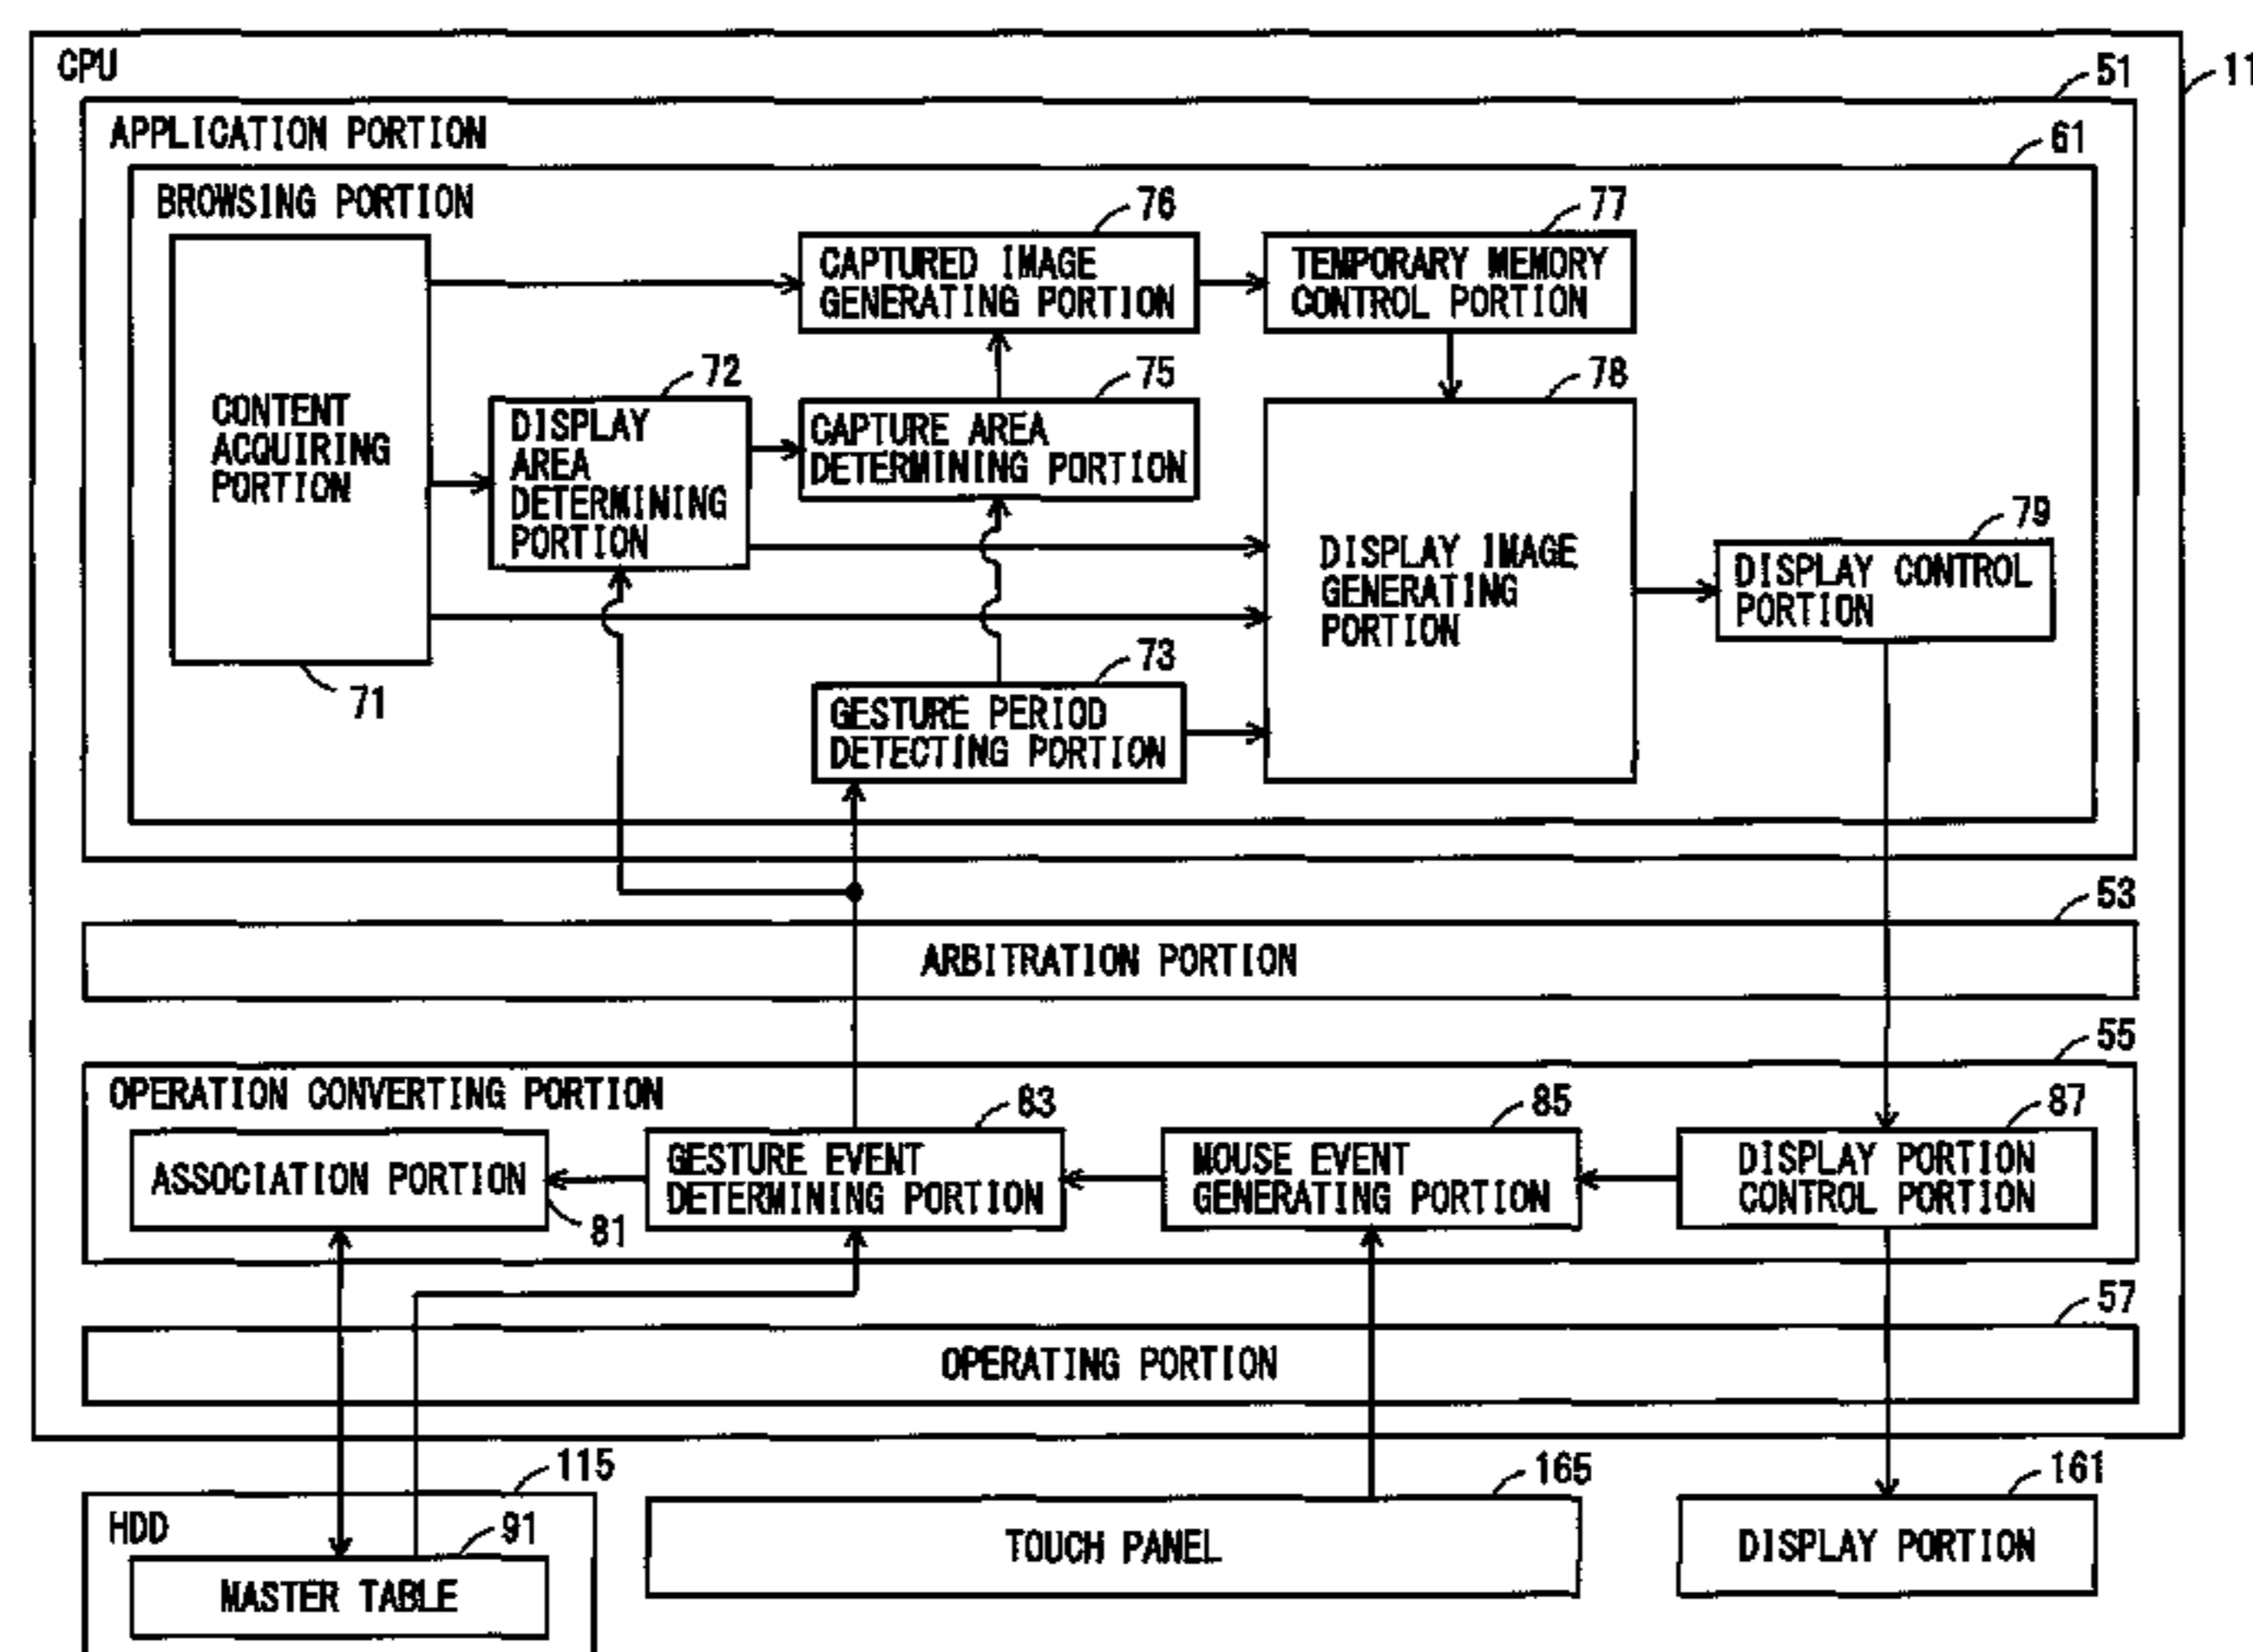 CPU
11
51
APPLICATION PORTION
61
BROWSING PORTION
76
77
CAPTURED IMAGE
GENERATING PORTION
TEMPORARY MEMORY
CONTROL PORTION
72
75
78
CONTENT
ACQUIRING
PORTION
DISPLAY
AREA
DETERMINING
PORTION
CAPTURE AREA
DETERMINING PORTION
79
DISPLAY IMAGE
GENERATING
PORTION
DISPLAY CONTROL
PORTION
71
73
GESTURE PERIOD
DETECTING PORTION
53
ARBITRATION PORTION
55
OPERATION CONVERTING PORTION
83
85
87
ASSOCIATION PORTION
81
GESTURE EVENT
DETERMINING PORTION
MOUSE EVENT
GENERATING PORTION
DISPLAY PORTION
CONTROL PORTION
57
OPERATING PORTION
115
165
161
HDD
91
MASTER TABLE
TOUCH PANEL
DISPLAY PORTION